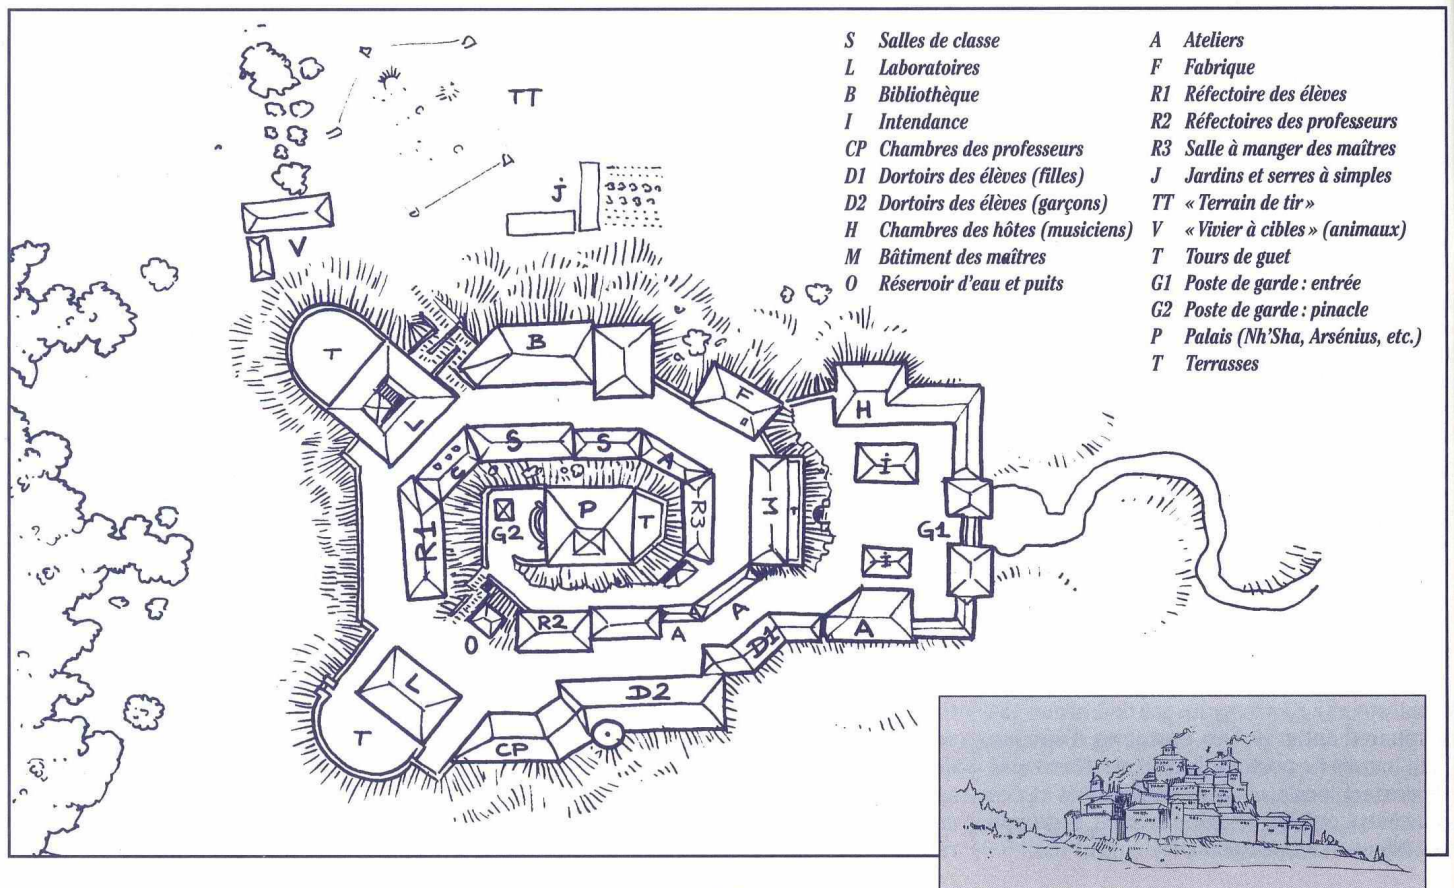 S Salles de classe
L Laboratoires
B Bibliothèque
I Intendance
CP Chambres des professeurs
D1 Dortoirs des élèves (filles)
D2 Dortoirs des élèves (garçons)
H Chambres des hôtes (musiciens)
M Bâtiment des maîtres
O Réservoir d'eau et puits
A Ateliers
F Fabrique
R1 Réfectoire des élèves
R2 Réfectoires des professeurs
R3 Salle à manger des maîtres
J Jardins et serres à simples
TT « Terrain de tir »
V « Vivier à cibles » (animaux)
T Tours de guet
G1 Poste de garde : entrée
G2 Poste de garde : pinacle
P Palais (Nh'Sha, Arsénius, etc.)
T Terrasses
TT
j
V
T
B
L
F
H
S
S
A
i
R1
G2
P
T
R3
M
T
G1
i
O
R2
A
A
D1
A
L
D2
T
CP